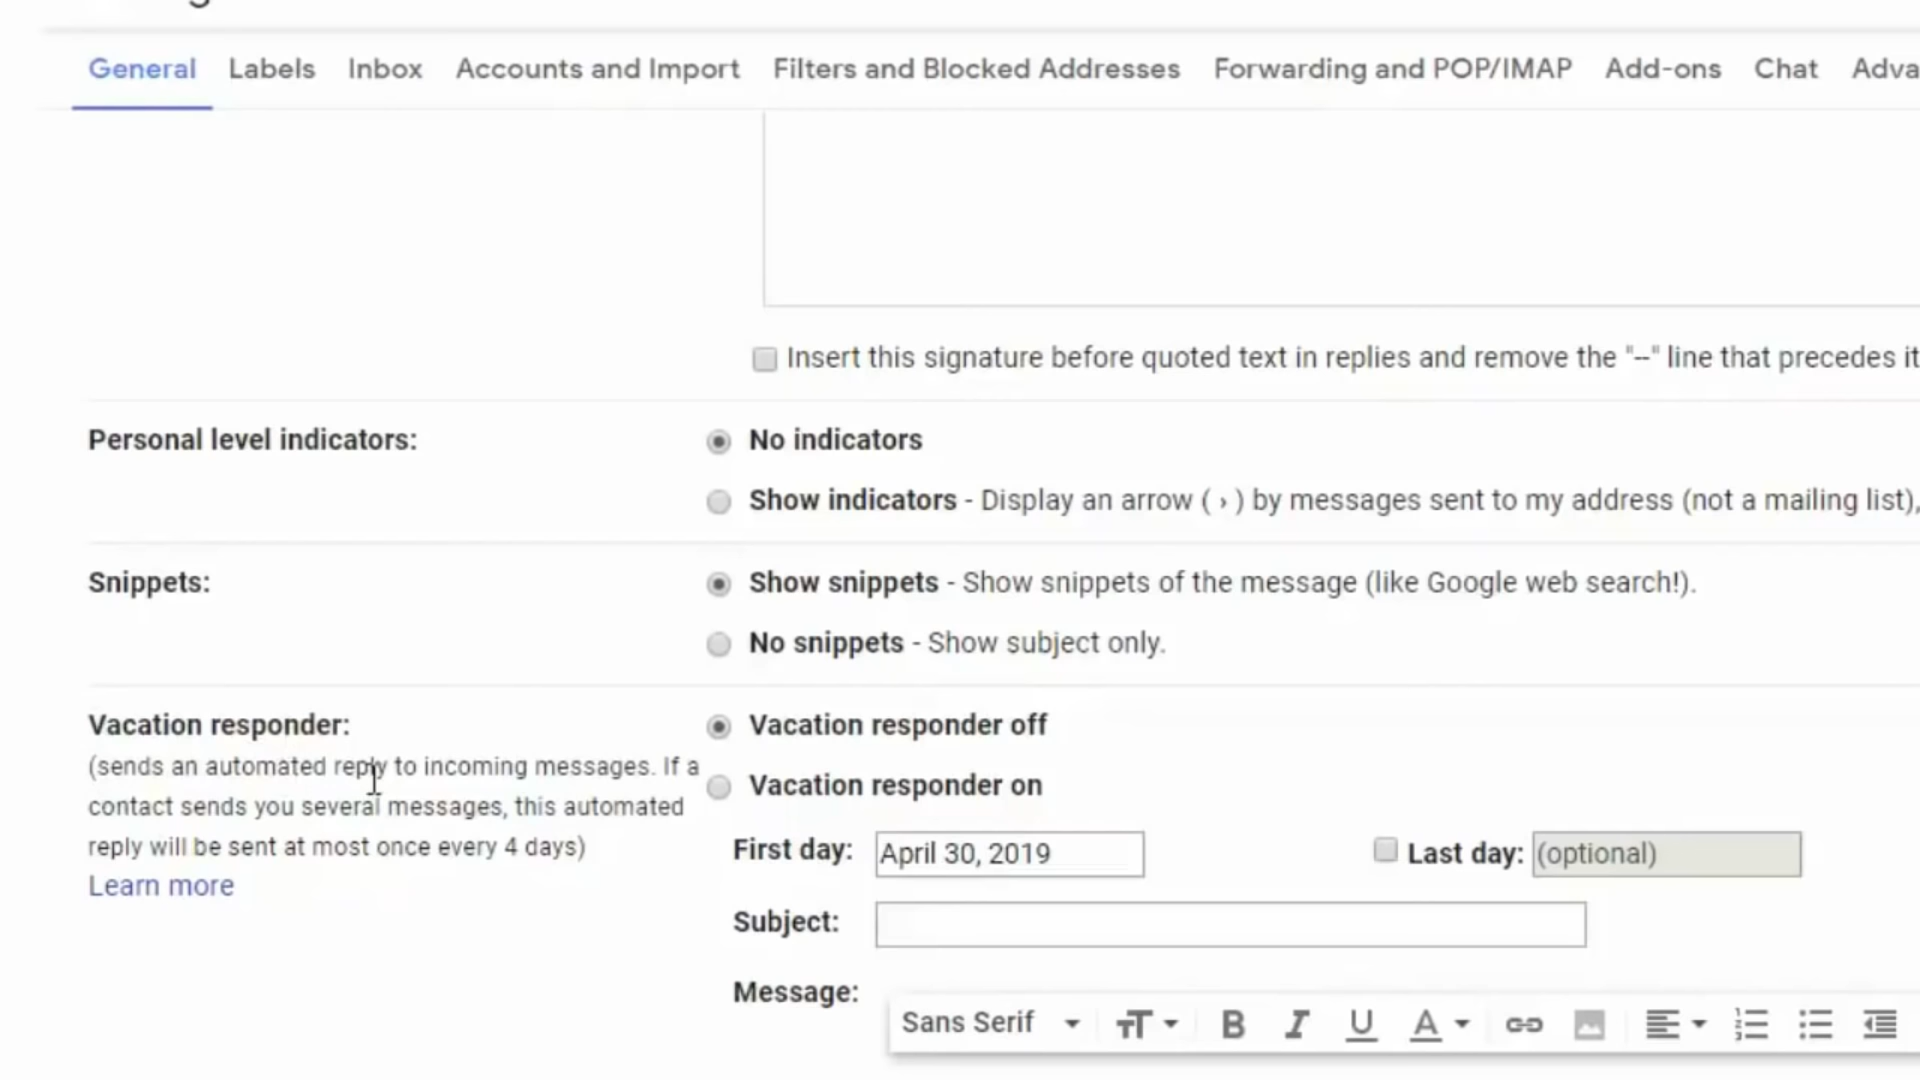 General Labels Inbox Accounts and Import Filters and Blocked Addresses Forwarding and POP/IMAP Add-ons Chat Adva
Insert this signature before quoted text in replies and remove the "--" line that precedes it
Personal level indicators:
No indicators
Show indicators - Display an arrow ( › ) by messages sent to my address (not a mailing list),
Snippets:
Show snippets - Show snippets of the message (like Google web search!).
No snippets - Show subject only.
Vacation responder:
(sends an automated reply to incoming messages. If a
contact sends you several messages, this automated
reply will be sent at most once every 4 days)
Learn more
Vacation responder off
Vacation responder on
First day: April 30, 2019 Last day: (optional)
Subject:
Message:
Sans Serif